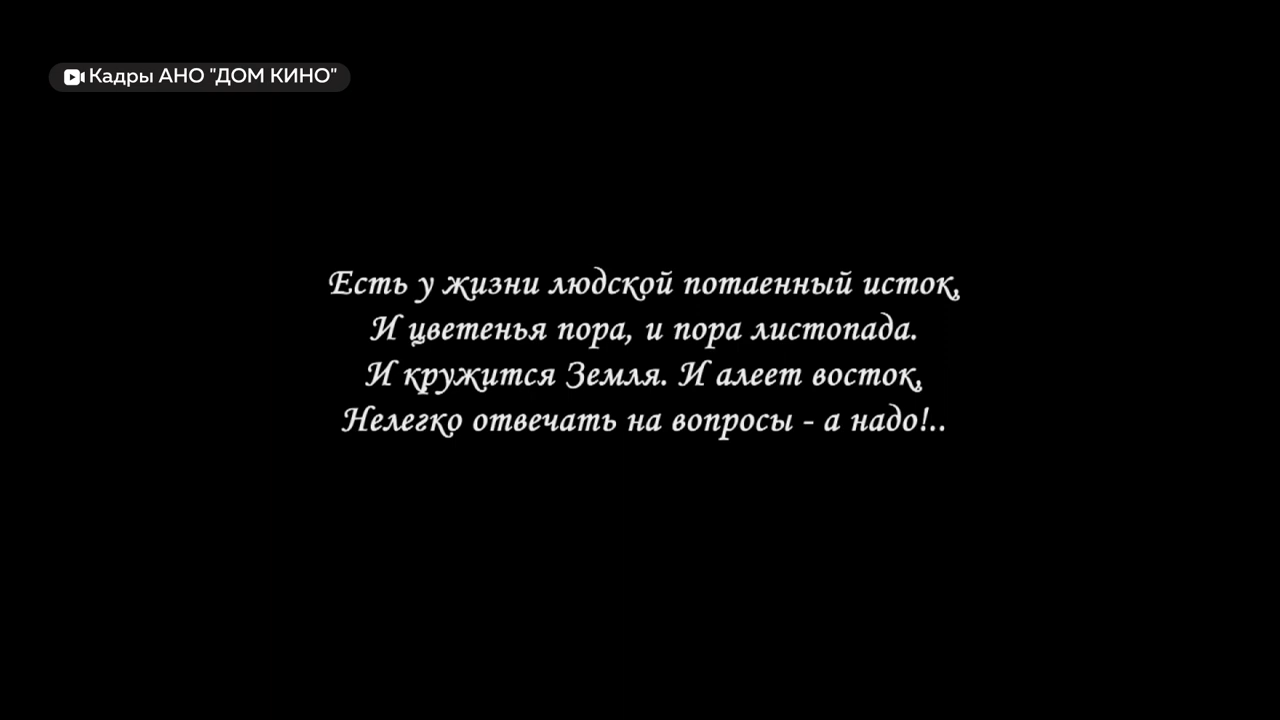 Кадры АНО "ДОМ КИНО"
Есть у жизни людской потаенный исток,
И цветенья пора, и пора листопада.
И кружится Земля. И алеет восток,
Нелегко отвечать на вопросы - а надо!..